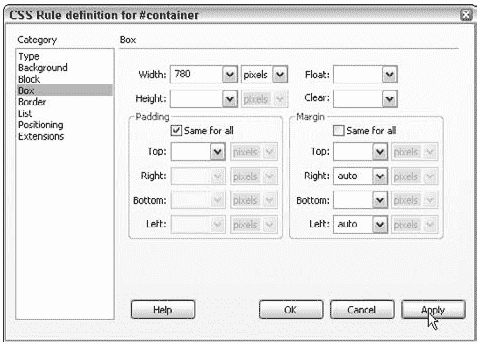 CSS Rule definition for #container
Category
Box
Type
Background
Block
Box
Border
List
Positioning
Extensions
Width: 780 pixels Float:
Height: pixels Clear:
Padding Margin
Same for all Same for all
Top: pixels Top: pixels
Right: pixels Right: auto pixels
Bottom: pixels Bottom: pixels
Left: pixels Left: auto pixels
Help OK Cancel Apply